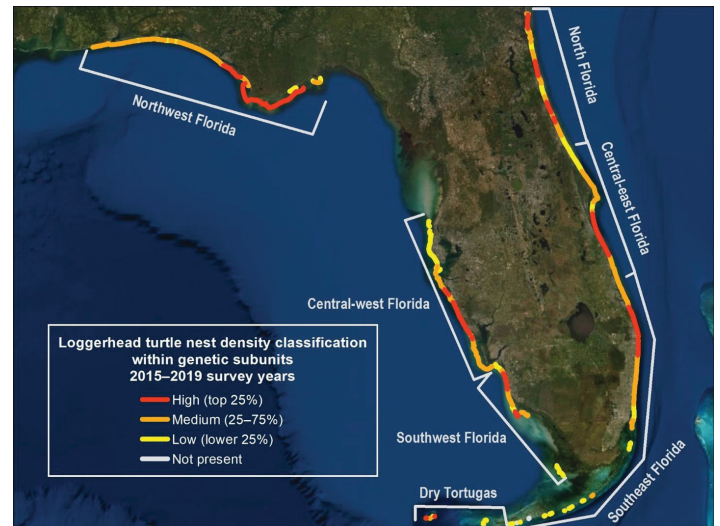 Northwest Florida
North Florida
Central-east Florida
Central-west Florida
Loggerhead turtle nest density classification
within genetic subunits
2015–2019 survey years
High (top 25%)
Medium (25–75%)
Low (lower 25%)
Not present
Southwest Florida
Dry Tortugas
Southeast Florida